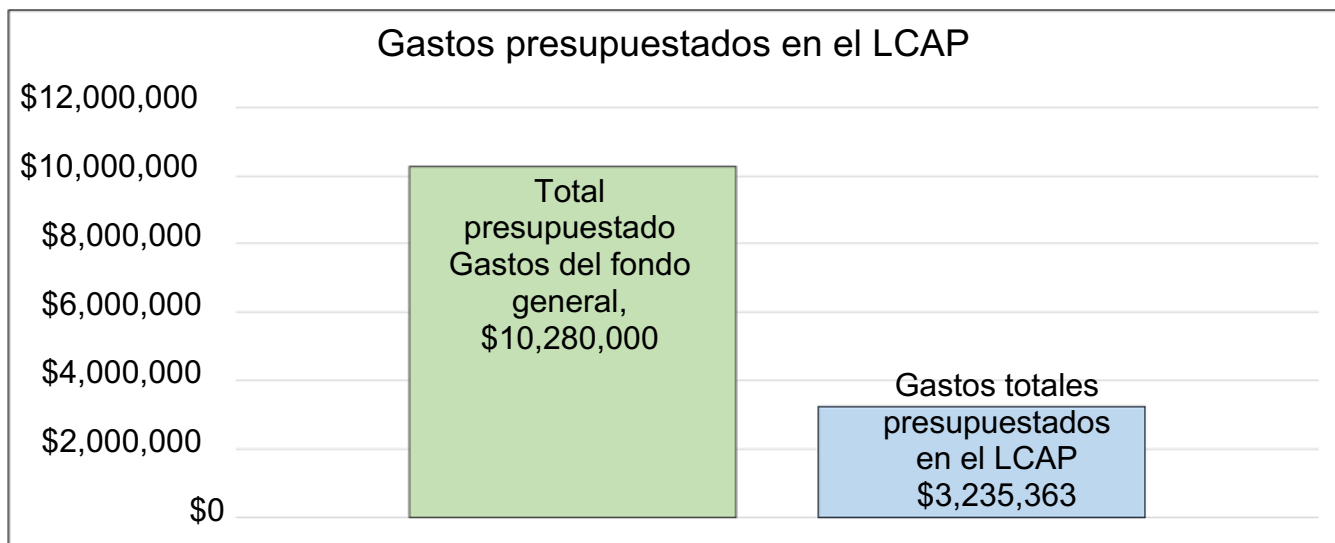 Gastos presupuestados en el LCAP
$12,000,000
$10,000,000
$8,000,000
$6,000,000
$4,000,000
$2,000,000
$0
Total
presupuestado
Gastos del fondo
general,
$10,280,000
Gastos totales
presupuestados
en el LCAP
$3,235,363